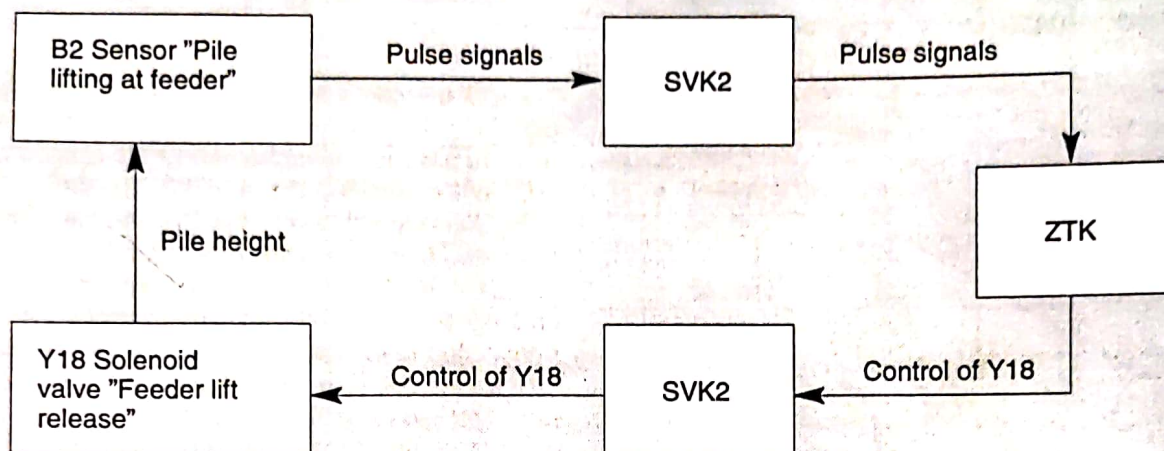 B2 Sensor ”Pile
lifting at feeder”
Pulse signals
SVK2
Pulse signals
ZTK
Pile height
Y18 Solenoid
valve ”Feeder lift
release”
Control of Y18
SVK2
Control of Y18